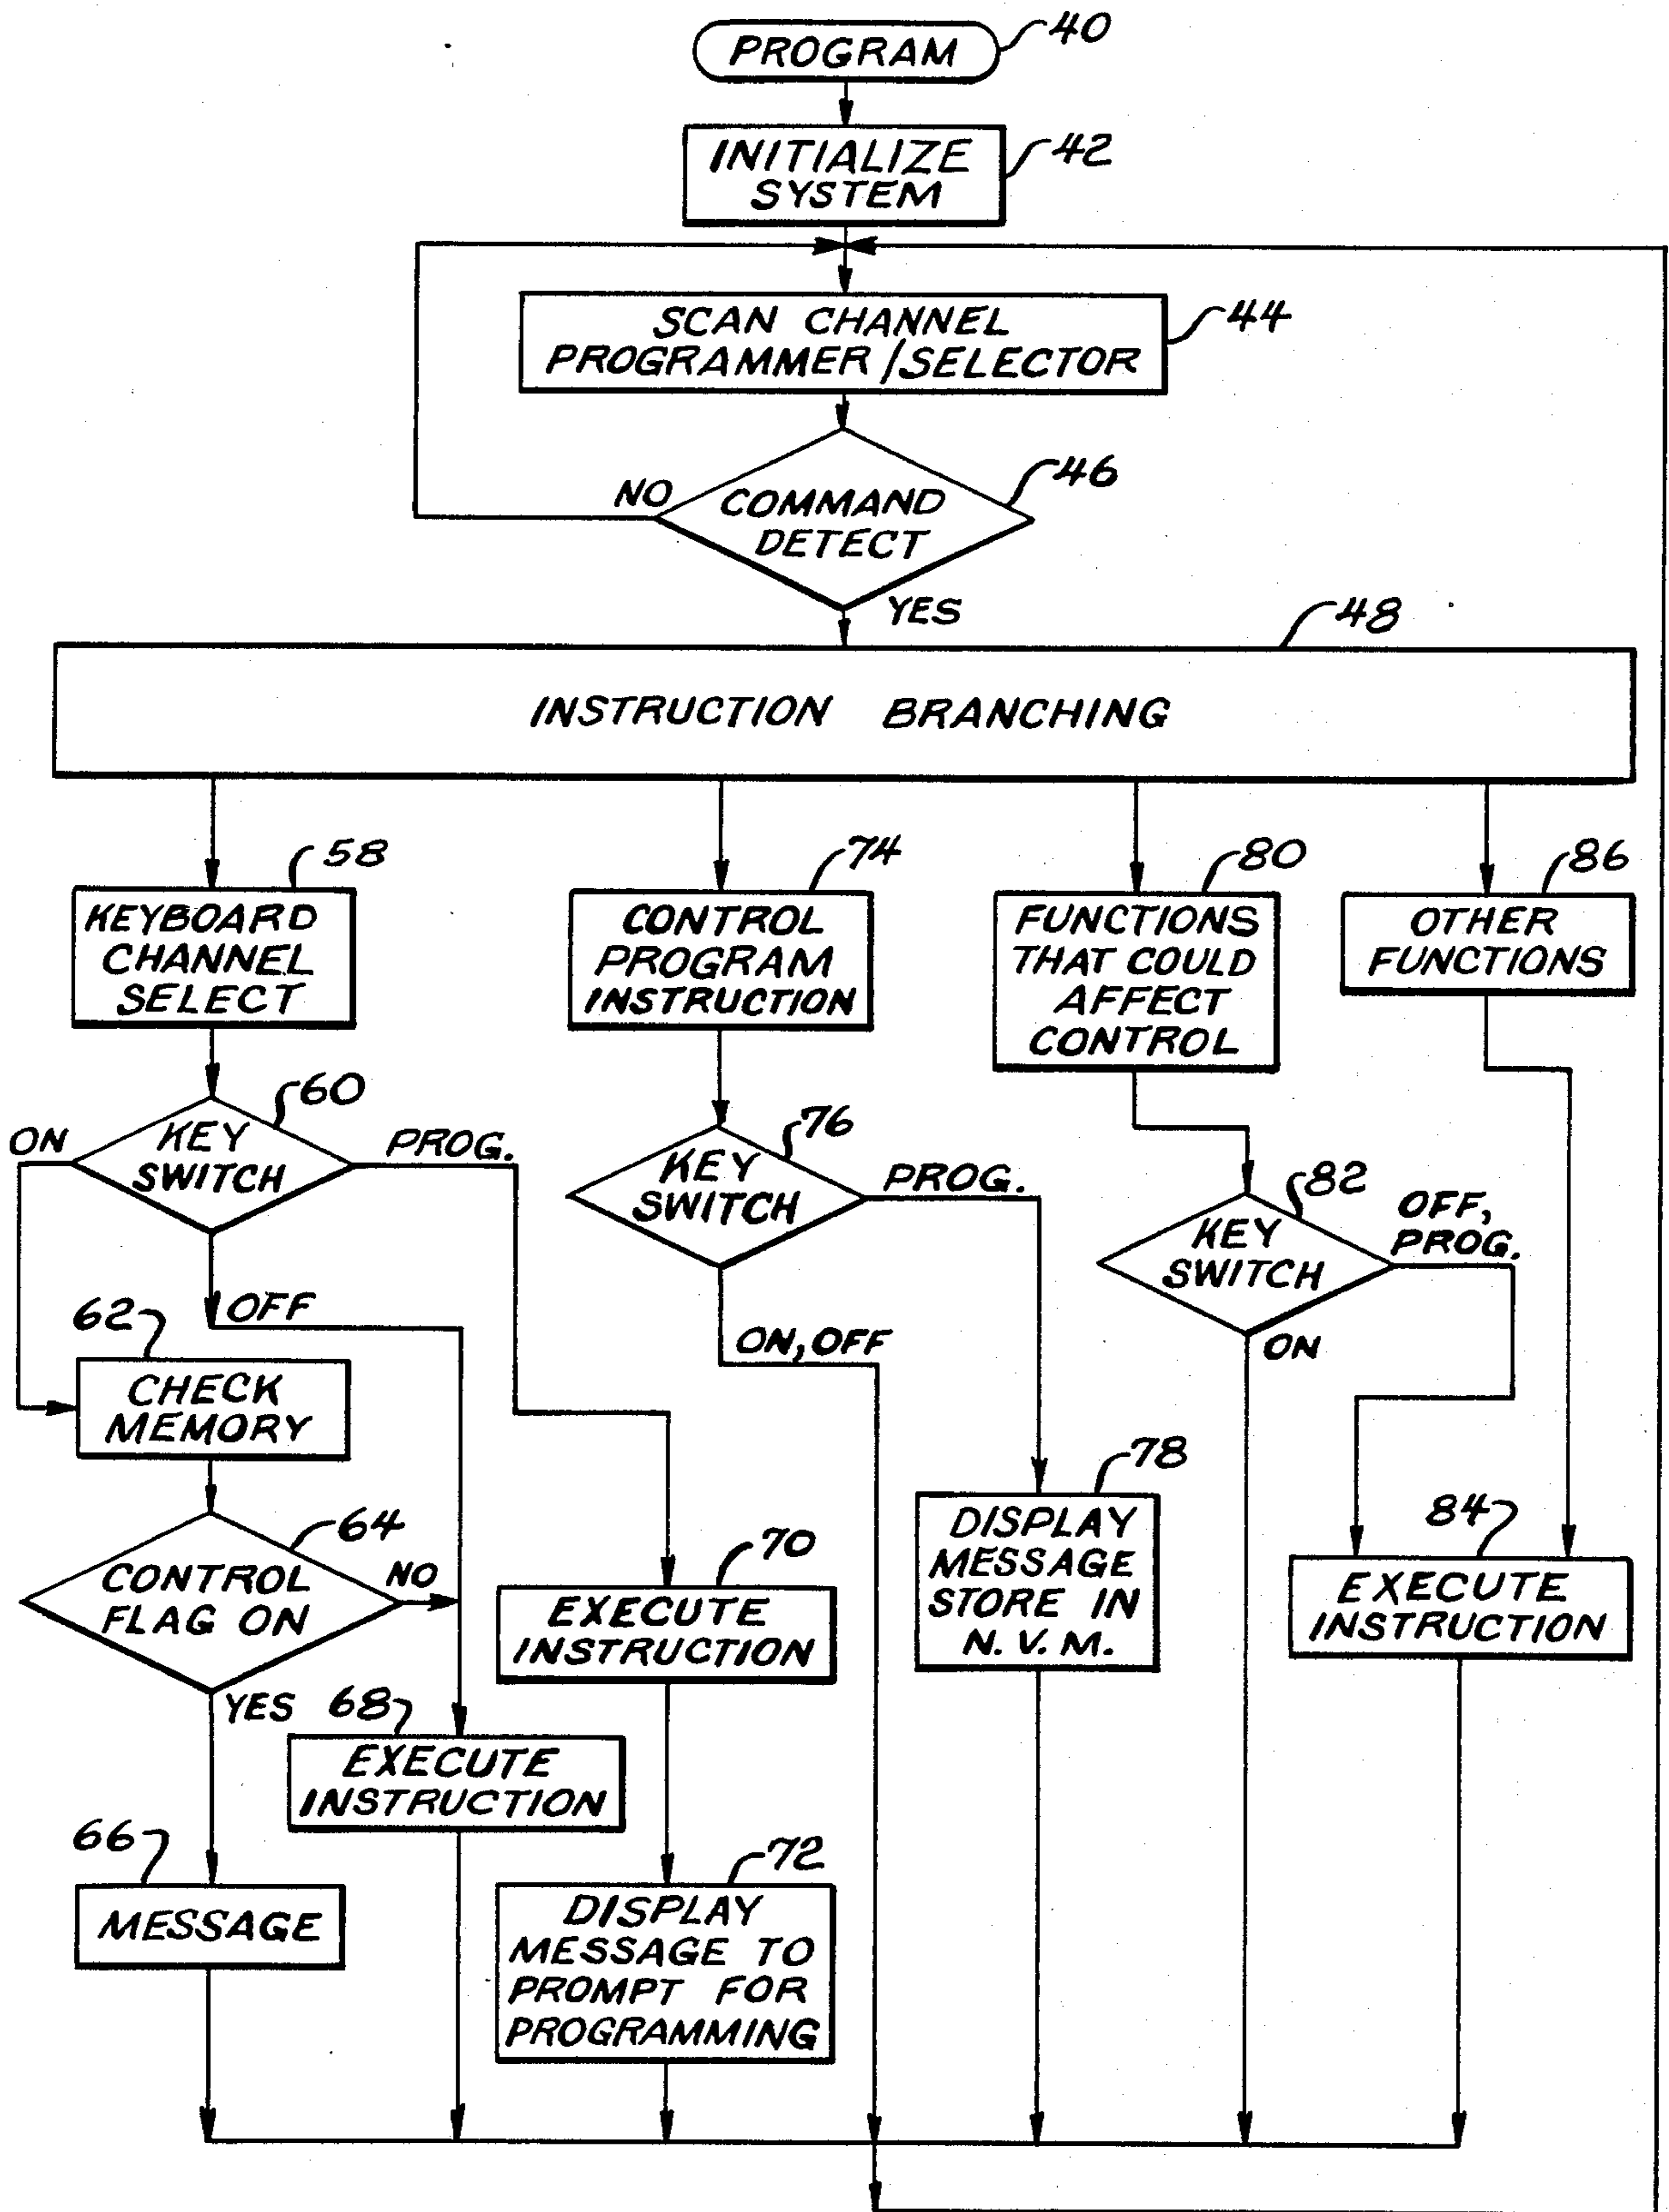 PROGRAM
40
INITIALIZE
SYSTEM
42
SCAN CHANNEL
PROGRAMMER/SELECTOR
44
COMMAND
DETECT
46
NO
YES
48
INSTRUCTION BRANCHING
58
KEYBOARD
CHANNEL
SELECT
74
CONTROL
PROGRAM
INSTRUCTION
80
FUNCTIONS
THAT COULD
AFFECT
CONTROL
86
OTHER
FUNCTIONS
60
ON
KEY
SWITCH
PROG.
OFF
76
KEY
SWITCH
PROG.
ON, OFF
82
KEY
SWITCH
OFF,
PROG.
ON
62
CHECK
MEMORY
64
CONTROL
FLAG ON
NO
YES
70
EXECUTE
INSTRUCTION
78
DISPLAY
MESSAGE
STORE IN
N.V.M.
84
EXECUTE
INSTRUCTION
68
EXECUTE
INSTRUCTION
66
MESSAGE
72
DISPLAY
MESSAGE TO
PROMPT FOR
PROGRAMMING